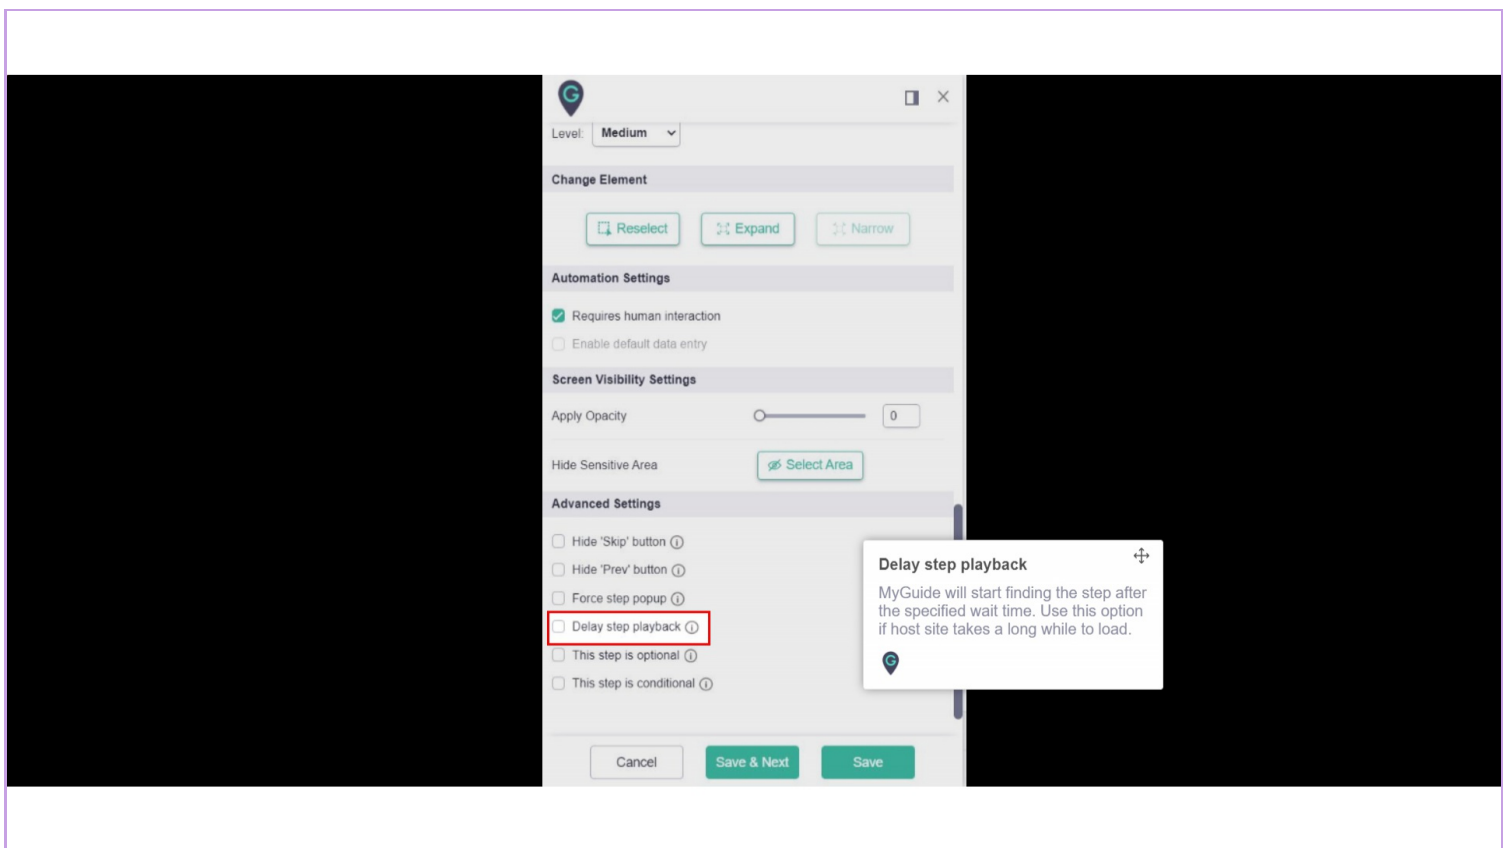 G
Level: Medium
Change Element
Reselect Expand Narrow
Automation Settings
Requires human interaction
Enable default data entry
Screen Visibility Settings
Apply Opacity 0
Hide Sensitive Area Select Area
Advanced Settings
Hide 'Skip' button i
Hide 'Prev' button i
Force step popup i
Delay step playback i
This step is optional i
This step is conditional i
Delay step playback
MyGuide will start finding the step after
the specified wait time. Use this option
if host site takes a long while to load.
G
Cancel Save & Next Save